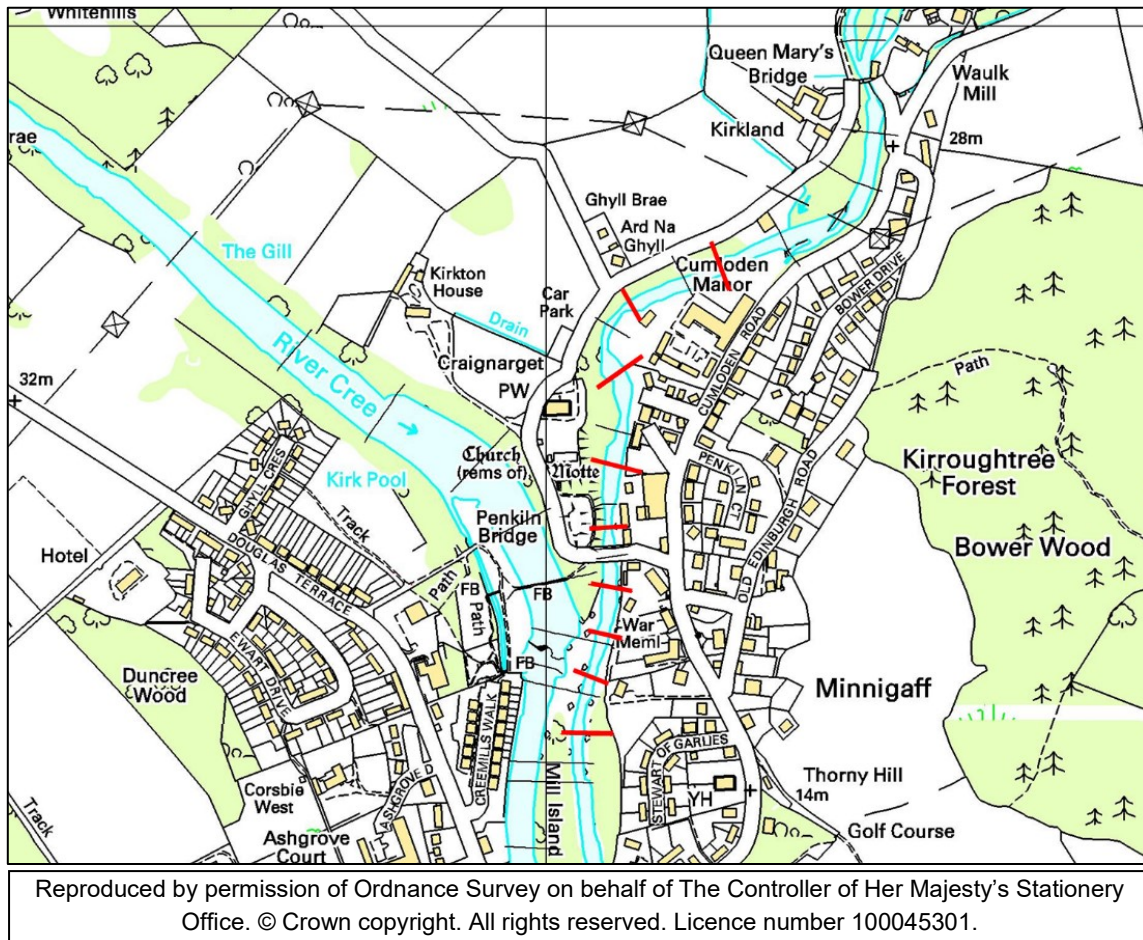 Whitehills
Queen Mary's
Bridge
Waulk
Mill
Kirkland
28m
rae
Ghyll Brae
Ard Na
Ghyll
The Gill
Kirkton
House
Cumloden
Manor
BOWER DRIVE
Car
Park
Drain
River Cree
Craignarget
PW
CUMLODEN ROAD
Path
32m
Church
(rems of)
Motte
Kirk Pool
GHYLL CRES
Track
PENKILN CT
OLD EDINBURGH ROAD
Kirroughtree
Forest
Bower Wood
Penkiln
Bridge
Hotel
DOUGLAS TERRACE
Path
FB
Path
FB
War
Meml
FB
EWART DRIVE
Duncree
Wood
Minnigaff
CREEMILLS WALK
STEWART OF GARLIES
Mill Island
Corsbie
West
ASHGROVE D
YH
Thorny Hill
14m
Track
Ashgrove
Court
Golf Course
Reproduced by permission of Ordnance Survey on behalf of The Controller of Her Majesty's Stationery
Office. © Crown copyright. All rights reserved. Licence number 100045301.